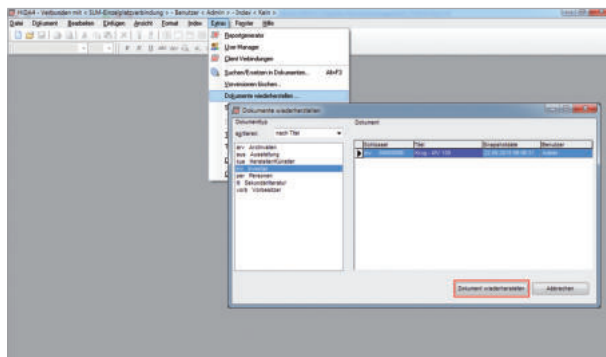 HiDA4 - Verbunden mit < SLM-Einzelplatzverbindung > - Benutzer < Admin > - Index < Kein >
Datei Dokument Bearbeiten Einfügen Ansicht Format Index Extras Fenster Hilfe
Reportgenerator
User Manager
Client Verbindungen
Suchen/Ersetzen in Dokumenten... Alt+F3
Vorversionen löschen...
Dokumente wiederherstellen ...
Dokumente wiederherstellen
Dokumenttyp
Dokument
sortieren: nach Titel
Schlüssel Titel Benutzer
arv Archivalien
aus Ausstellung
Hersteller/Künstler
per Personen
Sekundärliteratur
vorb Vorbesitzer
Dokument wiederherstellen Abbrechen